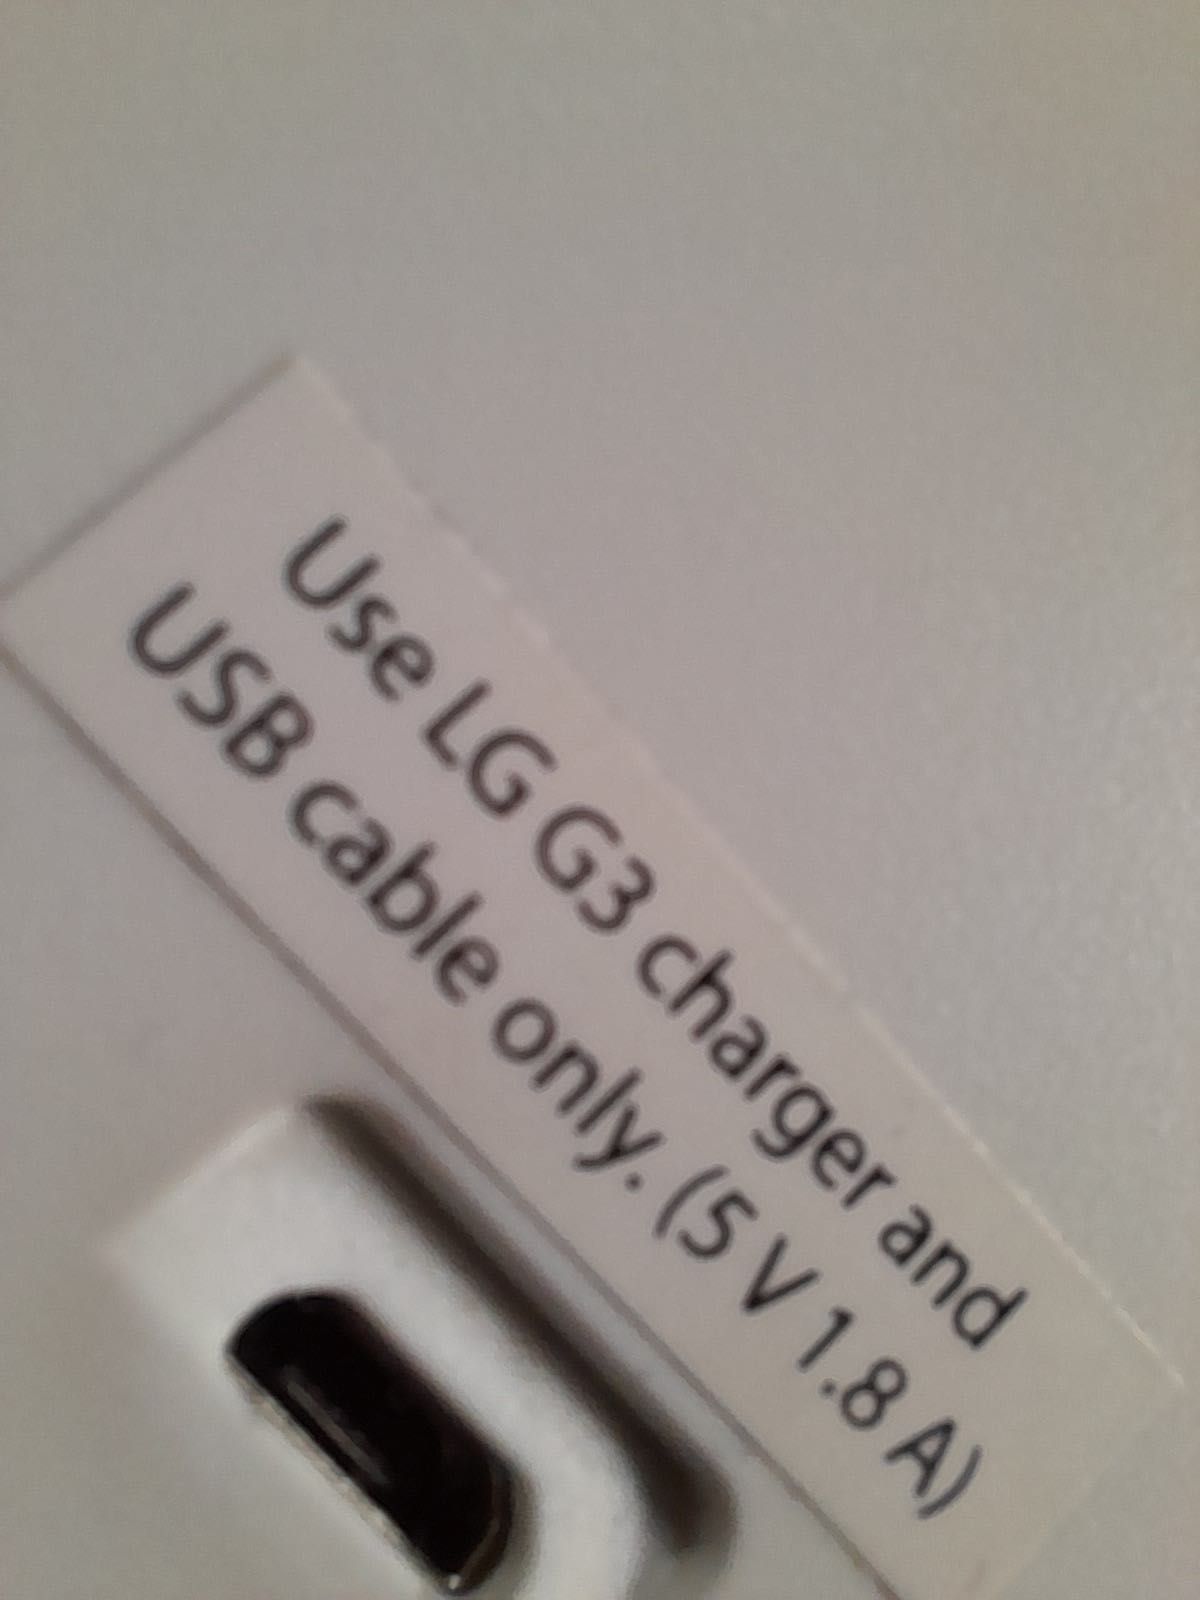 Use LG G3 charger and
USB cable only. (5 V 1.8 A)